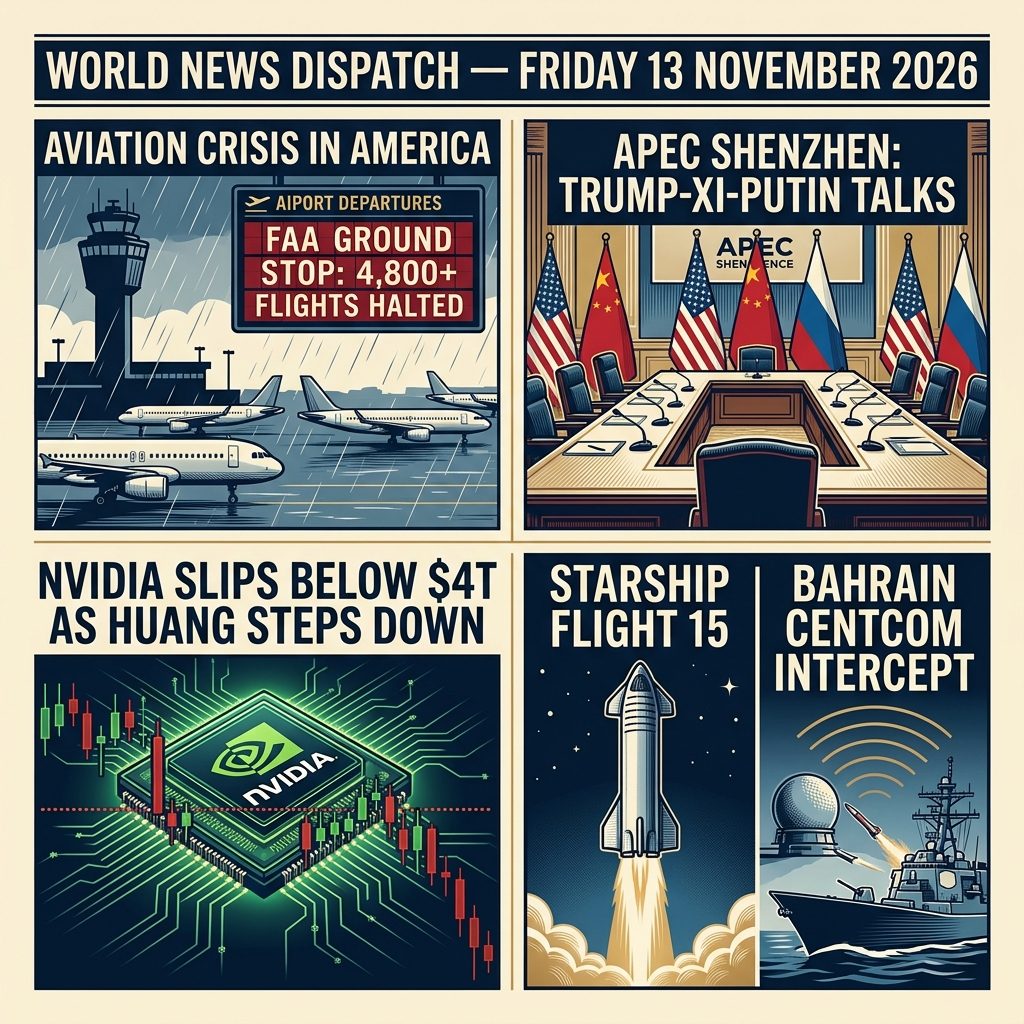 WORLD NEWS DISPATCH — FRIDAY 13 NOVEMBER 2026
AVIATION CRISIS IN AMERICA
AIPORT DEPARTURES
FAA GROUND
STOP: 4,800+
FLIGHTS HALTED
APEC SHENZHEN:
TRUMP-XI-PUTIN TALKS
APEC
NVIDIA SLIPS BELOW $4T
AS HUANG STEPS DOWN
NVIDIA
STARSHIP
FLIGHT 15
BAHRAIN
CENTCOM
INTERCEPT